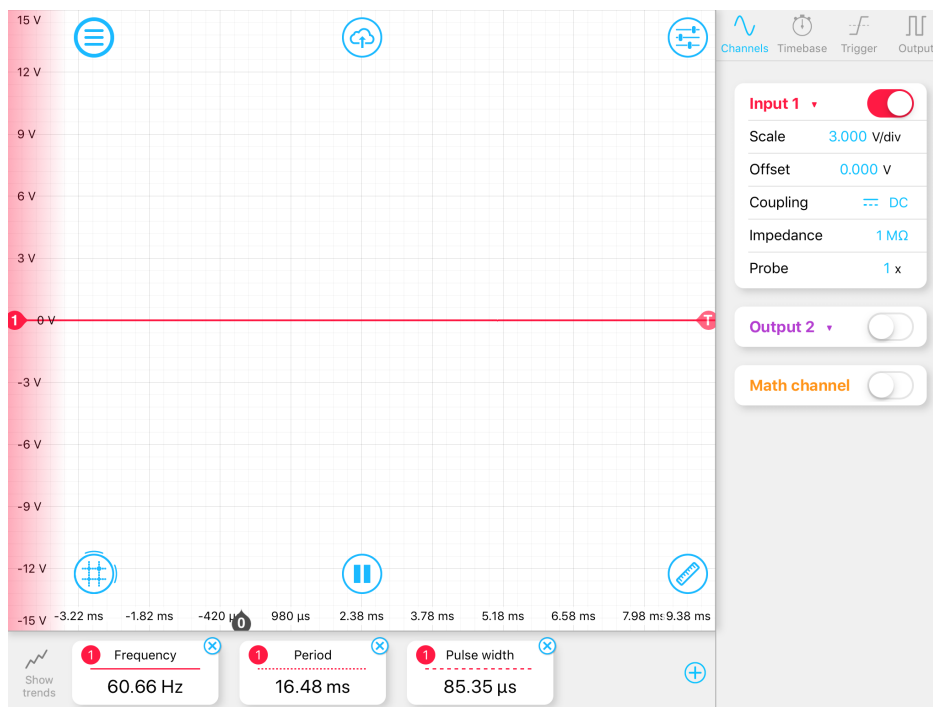 15 V
12 V
9 V
6 V
3 V
1 0 V T
-3 V
-6 V
-9 V
-12 V
-15 V
-3.22 ms -1.82 ms -420 µ 0 980 µs 2.38 ms 3.78 ms 5.18 ms 6.58 ms 7.98 ms 9.38 ms
Show
trends
1 Frequency
60.66 Hz
1 Period
16.48 ms
1 Pulse width
85.35 µs
Channels Timebase Trigger Output
Input 1
Scale 3.000 V/div
Offset 0.000 V
Coupling DC
Impedance 1 MΩ
Probe 1 x
Output 2
Math channel